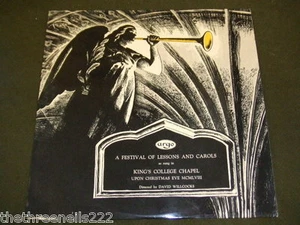 argo
A FESTIVAL OF LESSONS AND CAROLS
as sung in
KING'S COLLEGE CHAPEL
UPON CHRISTMAS EVE MCMLVIII
Directed by DAVID WILLCOCKS
thethreenells222